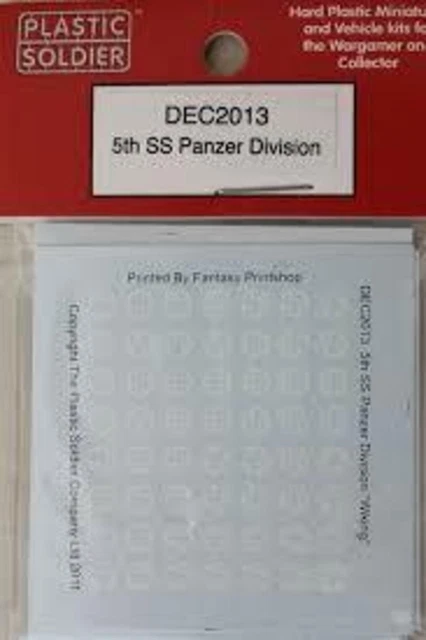 PLASTIC
SOLDIER
Hard Plastic Miniatu
and Vehicle kits fo
the Wargamer an
Collector
DEC2013
5th SS Panzer Division
Printed By Fantasy Printshop
Copyright The Plastic Soldier Company Ltd
DEC2013 5th SS Panzer Division "Wiking"